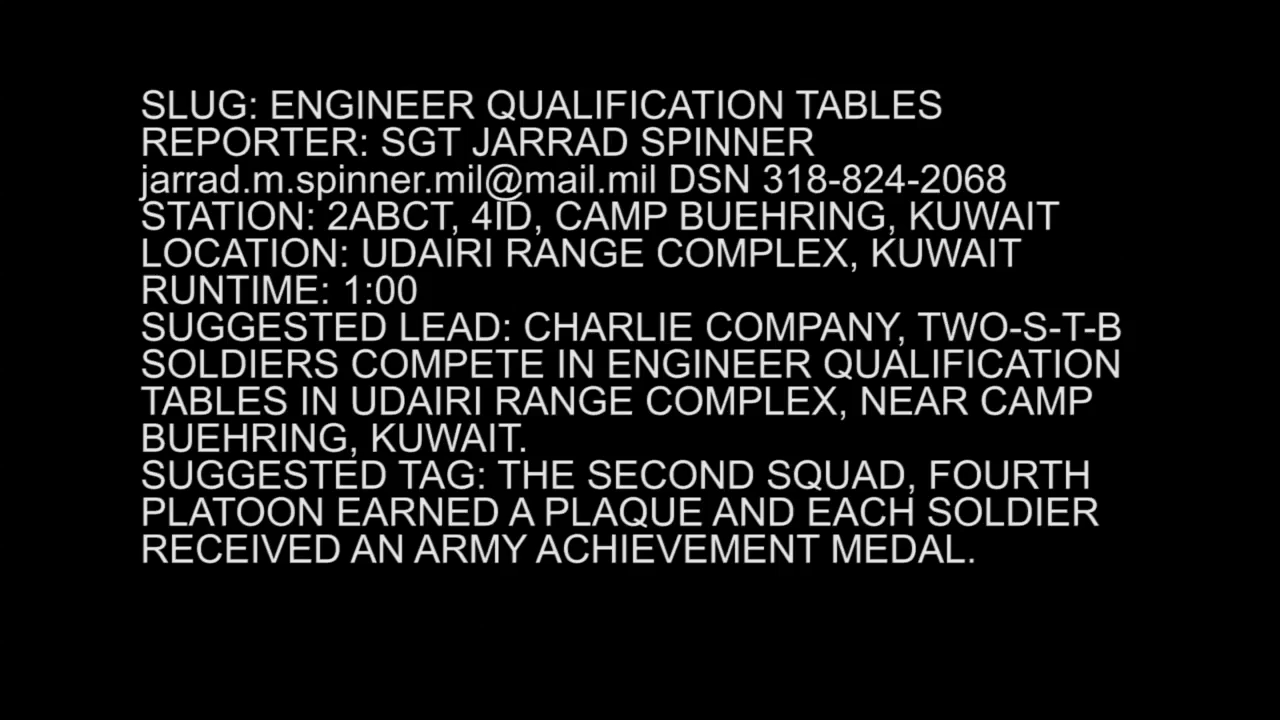 SLUG: ENGINEER QUALIFICATION TABLES
REPORTER: SGT JARRAD SPINNER
jarrad.m.spinner.mil@mail.mil DSN 318-824-2068
STATION: 2ABCT, 4ID, CAMP BUEHRING, KUWAIT
LOCATION: UDAIRI RANGE COMPLEX, KUWAIT
RUNTIME: 1:00
SUGGESTED LEAD: CHARLIE COMPANY, TWO-S-T-B
SOLDIERS COMPETE IN ENGINEER QUALIFICATION
TABLES IN UDAIRI RANGE COMPLEX, NEAR CAMP
BUEHRING, KUWAIT.
SUGGESTED TAG: THE SECOND SQUAD, FOURTH
PLATOON EARNED A PLAQUE AND EACH SOLDIER
RECEIVED AN ARMY ACHIEVEMENT MEDAL.